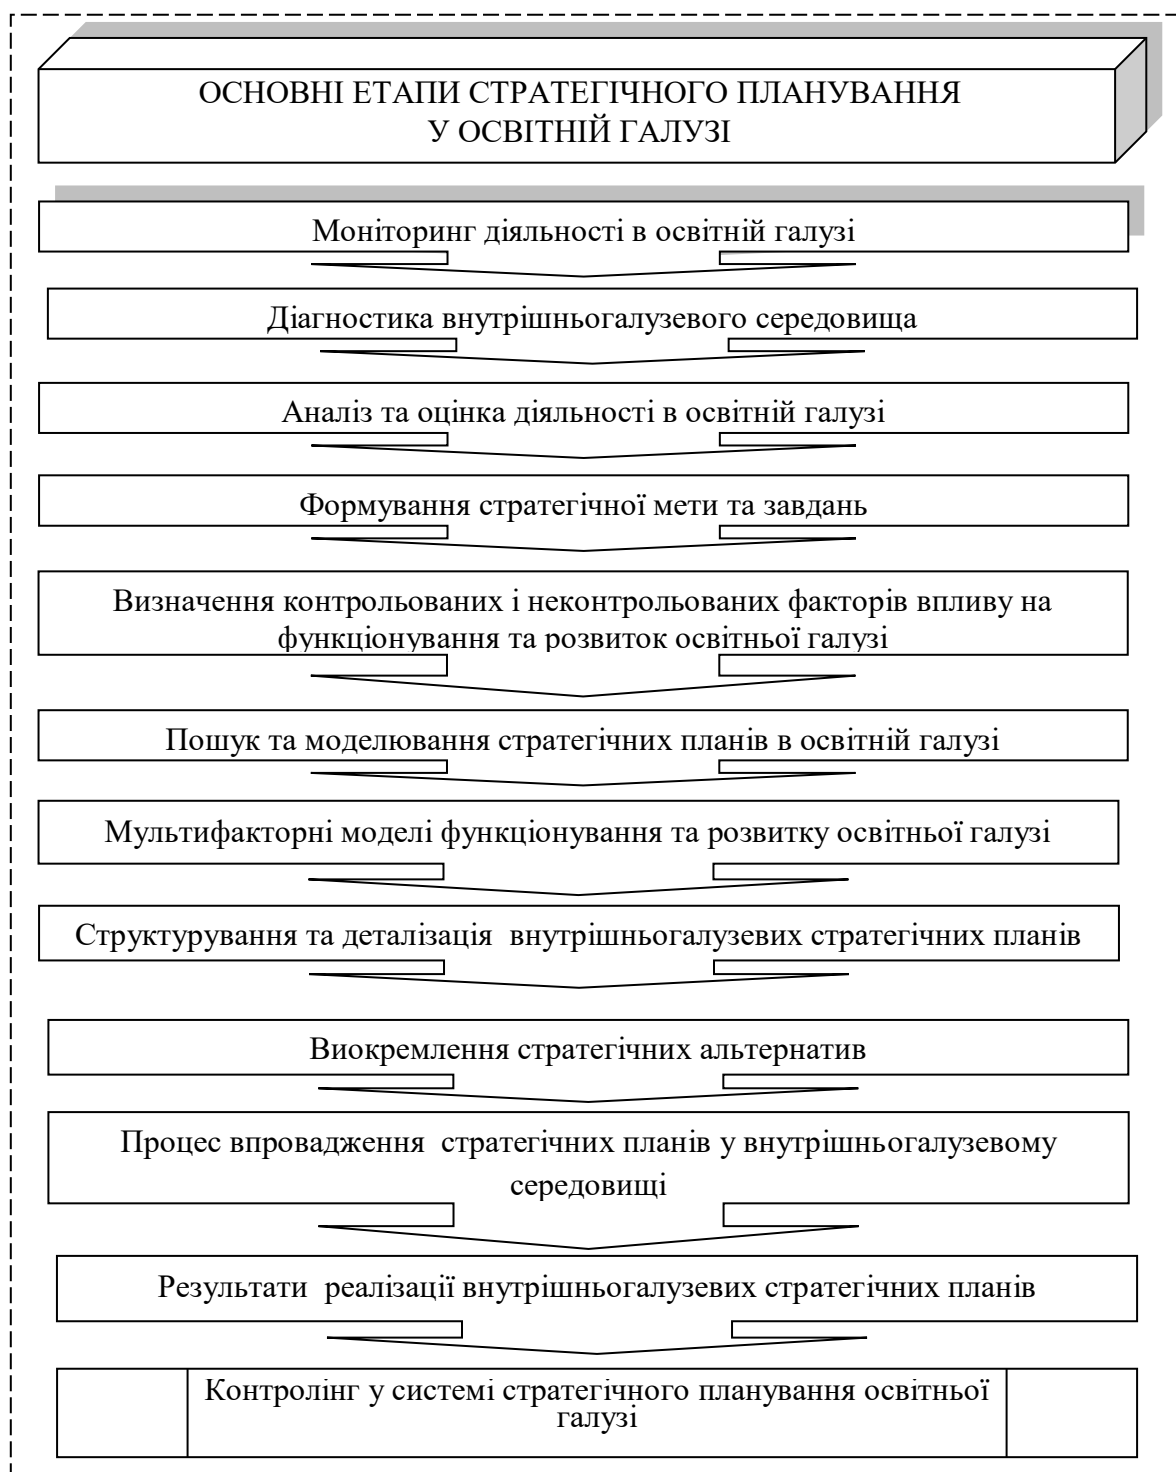 ОСНОВНІ ЕТАПИ СТРАТЕГІЧНОГО ПЛАНУВАННЯ
У ОСВІТНІЙ ГАЛУЗІ
Моніторинг діяльності в освітній галузі
Діагностика внутрішньогалузевого середовища
Аналіз та оцінка діяльності в освітній галузі
Формування стратегічної мети та завдань
Визначення контрольованих і неконтрольованих факторів впливу на
функціонування та розвиток освітньої галузі
Пошук та моделювання стратегічних планів в освітній галузі
Мультифакторні моделі функціонування та розвитку освітньої галузі
Структурування та деталізація внутрішньогалузевих стратегічних планів
Виокремлення стратегічних альтернатив
Процес впровадження стратегічних планів у внутрішньогалузевому
середовищі
Результати реалізації внутрішньогалузевих стратегічних планів
Контролінг у системі стратегічного планування освітньої
галузі